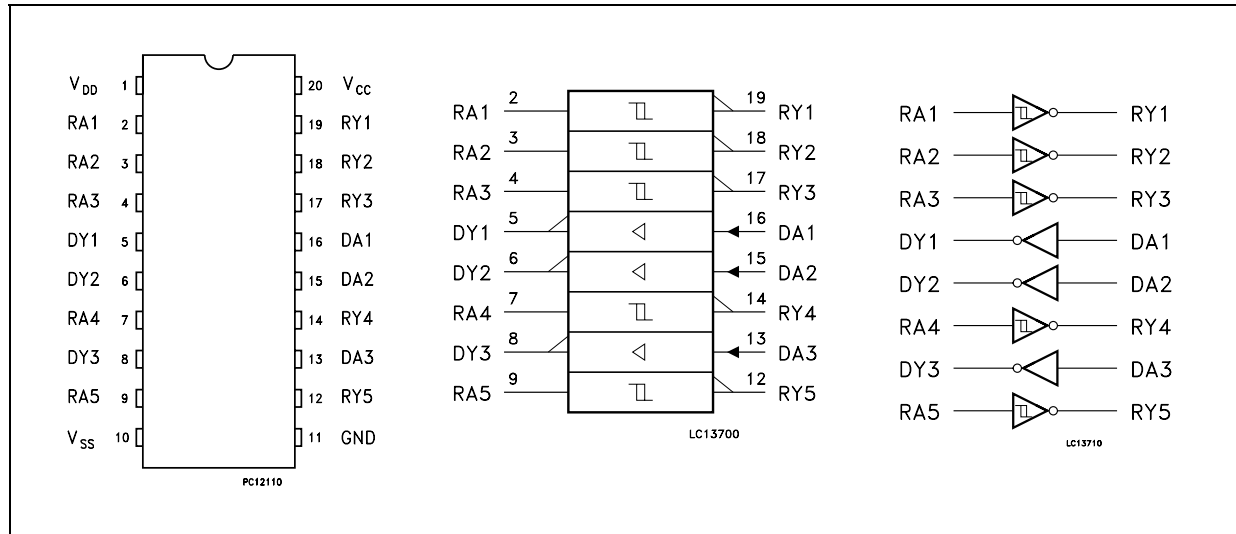 V_DD 1 20 V_CC
RA1 2 19 RY1
RA2 3 18 RY2
RA3 4 17 RY3
DY1 5 16 DA1
DY2 6 15 DA2
RA4 7 14 RY4
DY3 8 13 DA3
RA5 9 12 RY5
V_SS 10 11 GND
PC12110
RA1 2 19 RY1
RA2 3 18 RY2
RA3 4 17 RY3
DY1 5 16 DA1
DY2 6 15 DA2
RA4 7 14 RY4
DY3 8 13 DA3
RA5 9 12 RY5
LC13700
RA1 RY1
RA2 RY2
RA3 RY3
DY1 DA1
DY2 DA2
RA4 RY4
DY3 DA3
RA5 RY5
LC13710